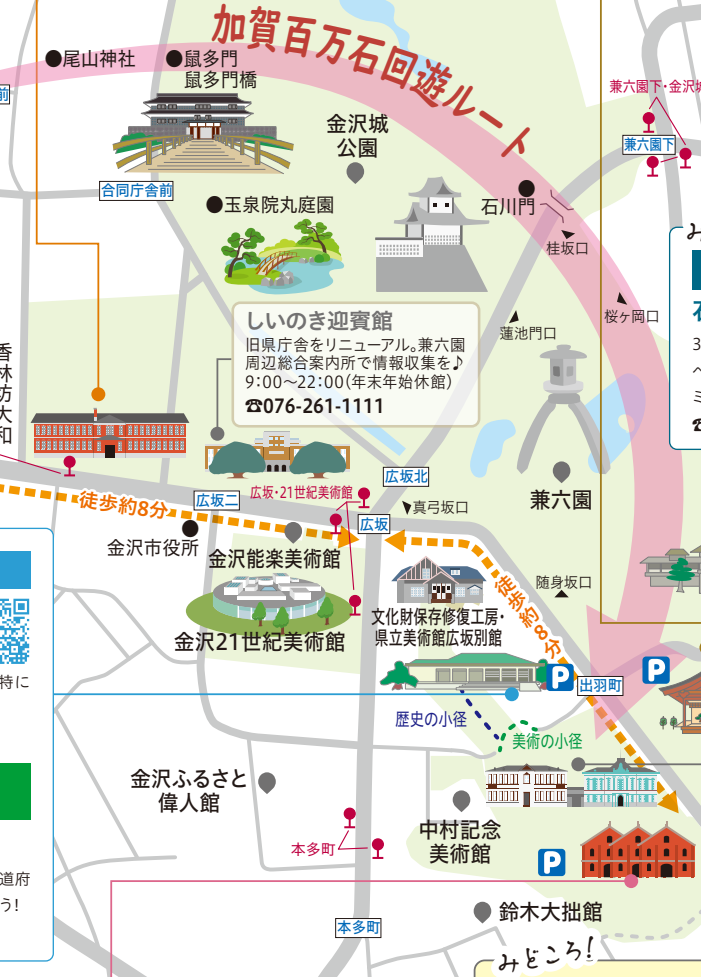 加賀百万石回遊ルート
●尾山神社
●鼠多門
鼠多門橋
前
金沢城
公園
兼六園下・金沢城
兼六園下
合同庁舎前
●玉泉院丸庭園
石川門
桂坂口
み
桜ヶ岡口
蓮池門口
しいのき迎賓館
旧県庁舎をリニューアル。兼六園
周辺総合案内所で情報収集を♪
9:00〜22:00(年末年始休館)
☎076-261-1111
香林坊大和
徒歩約8分
広坂二
広坂・21世紀美術館
広坂北
広坂
真弓坂口
兼六園
金沢市役所
金沢能楽美術館
金沢21世紀美術館
文化財保存修復工房・
県立美術館広坂別館
徒歩約8分
随身坂口
P
P
出羽町
特に
歴史の小径
美術の小径
金沢ふるさと
偉人館
中村記念
美術館
P
本多町
道府
う!
鈴木大拙館
本多町
みどころ!